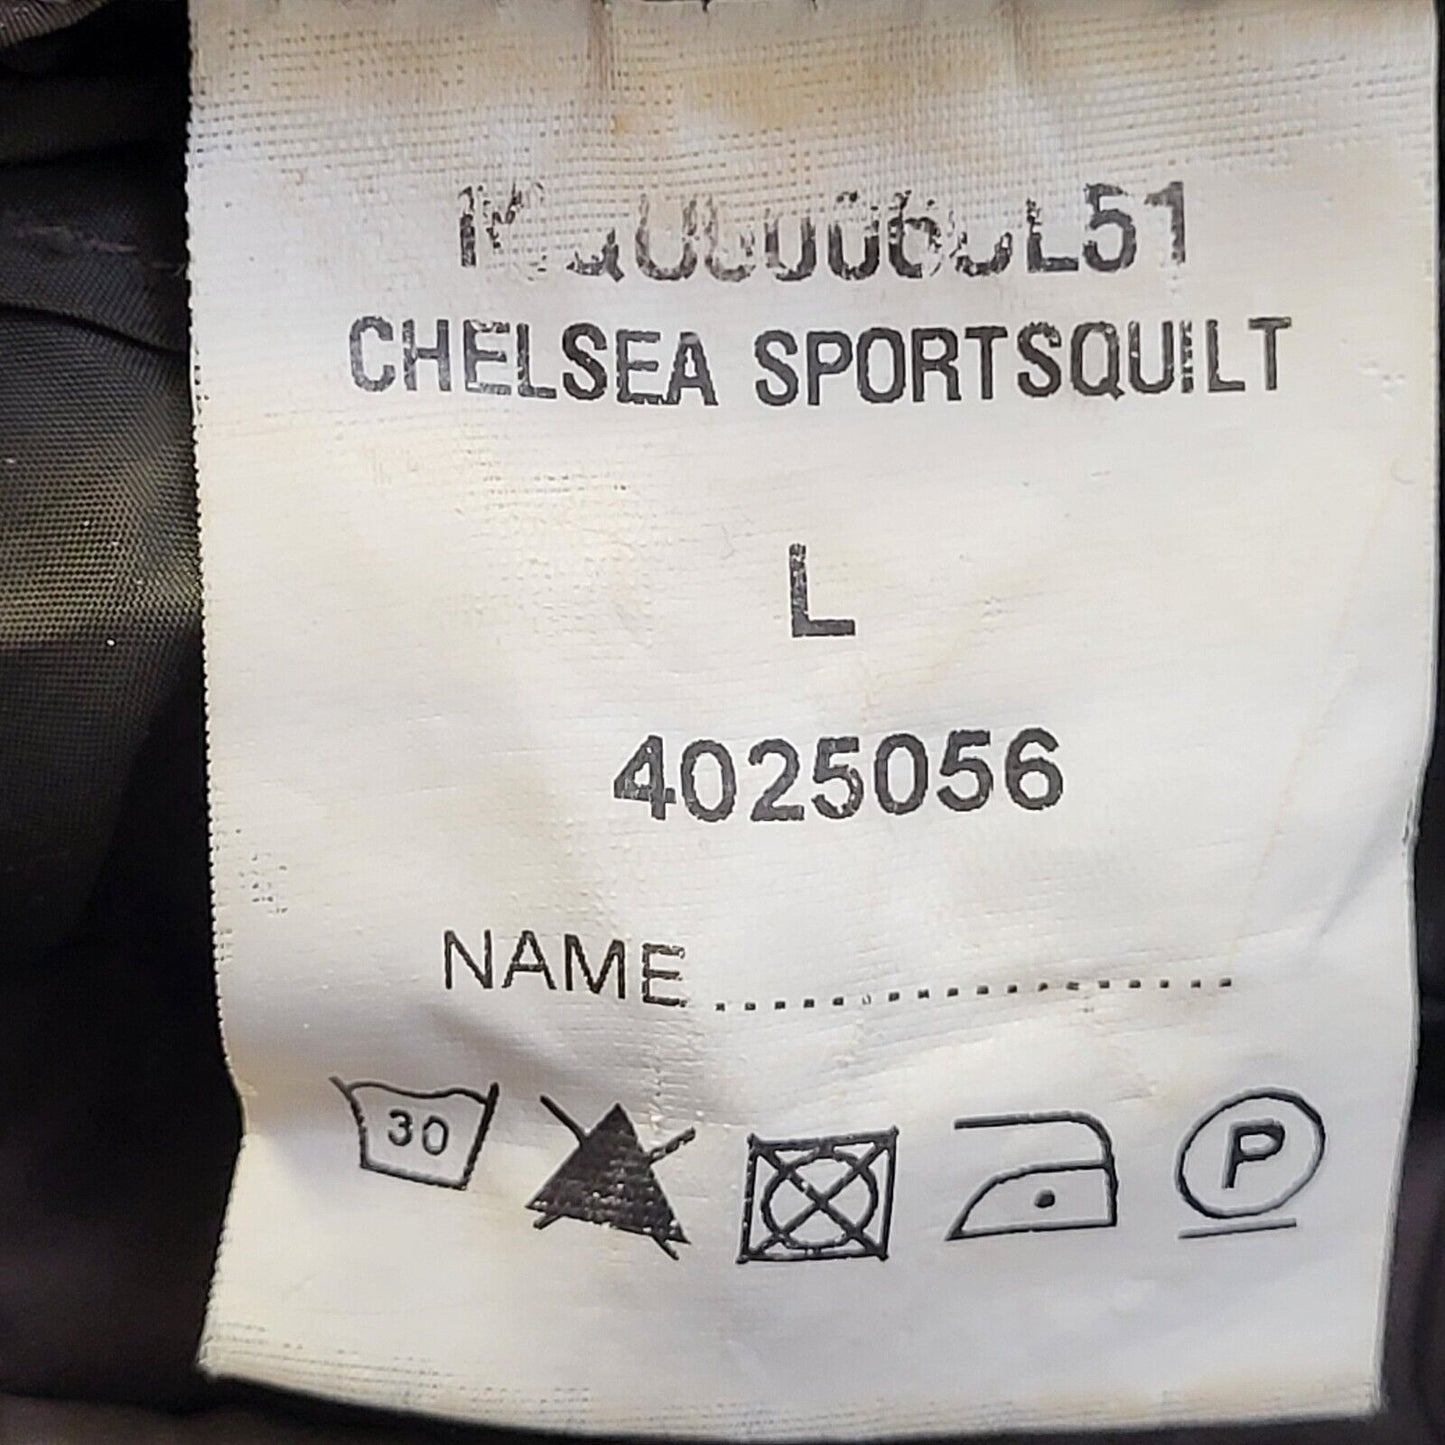 CHELSEA SPORTSQUILT
L
4025056
NAME....................
30
P